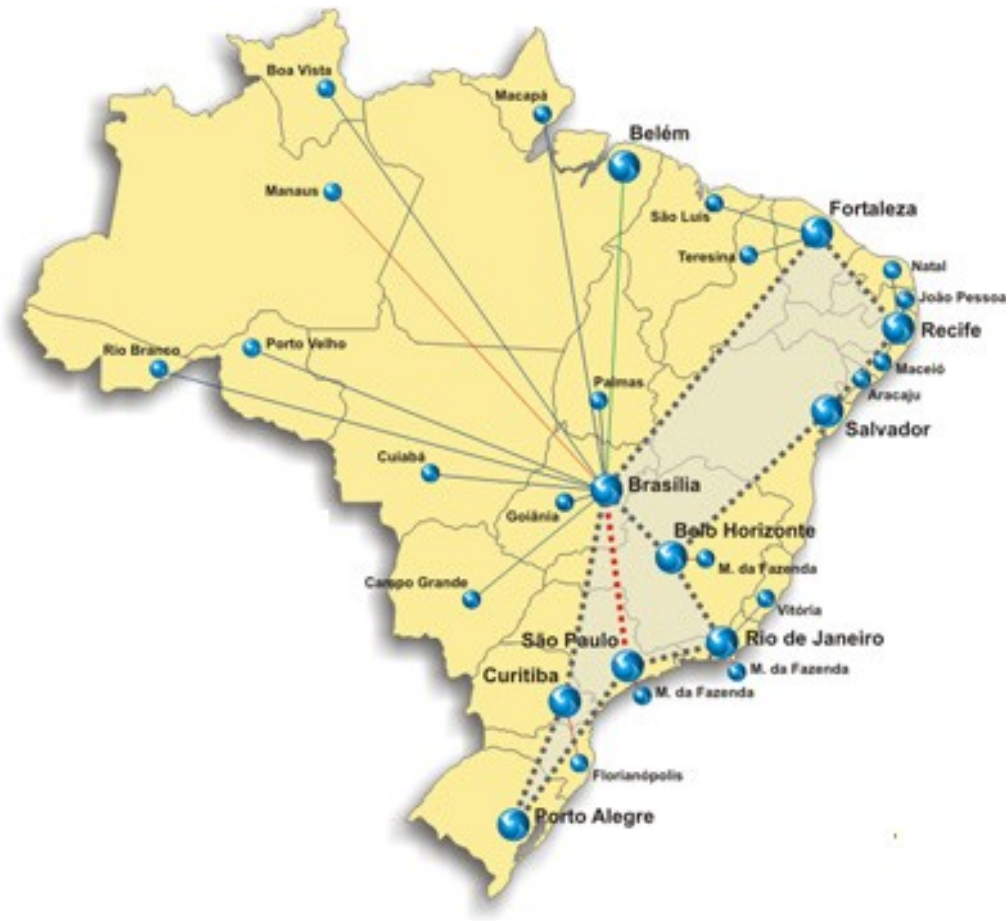 Boa Vista
Macapá
Belém
Manaus
São Luís
Fortaleza
Teresina
Natal
João Pessoa
Recife
Rio Branco
Porto Velho
Maceió
Palmas
Aracaju
Salvador
Cuiabá
Brasília
Goiânia
Belo Horizonte
M. da Fazenda
Campo Grande
Vitória
São Paulo
Rio de Janeiro
M. da Fazenda
Curitiba
M. da Fazenda
Florianópolis
Porto Alegre